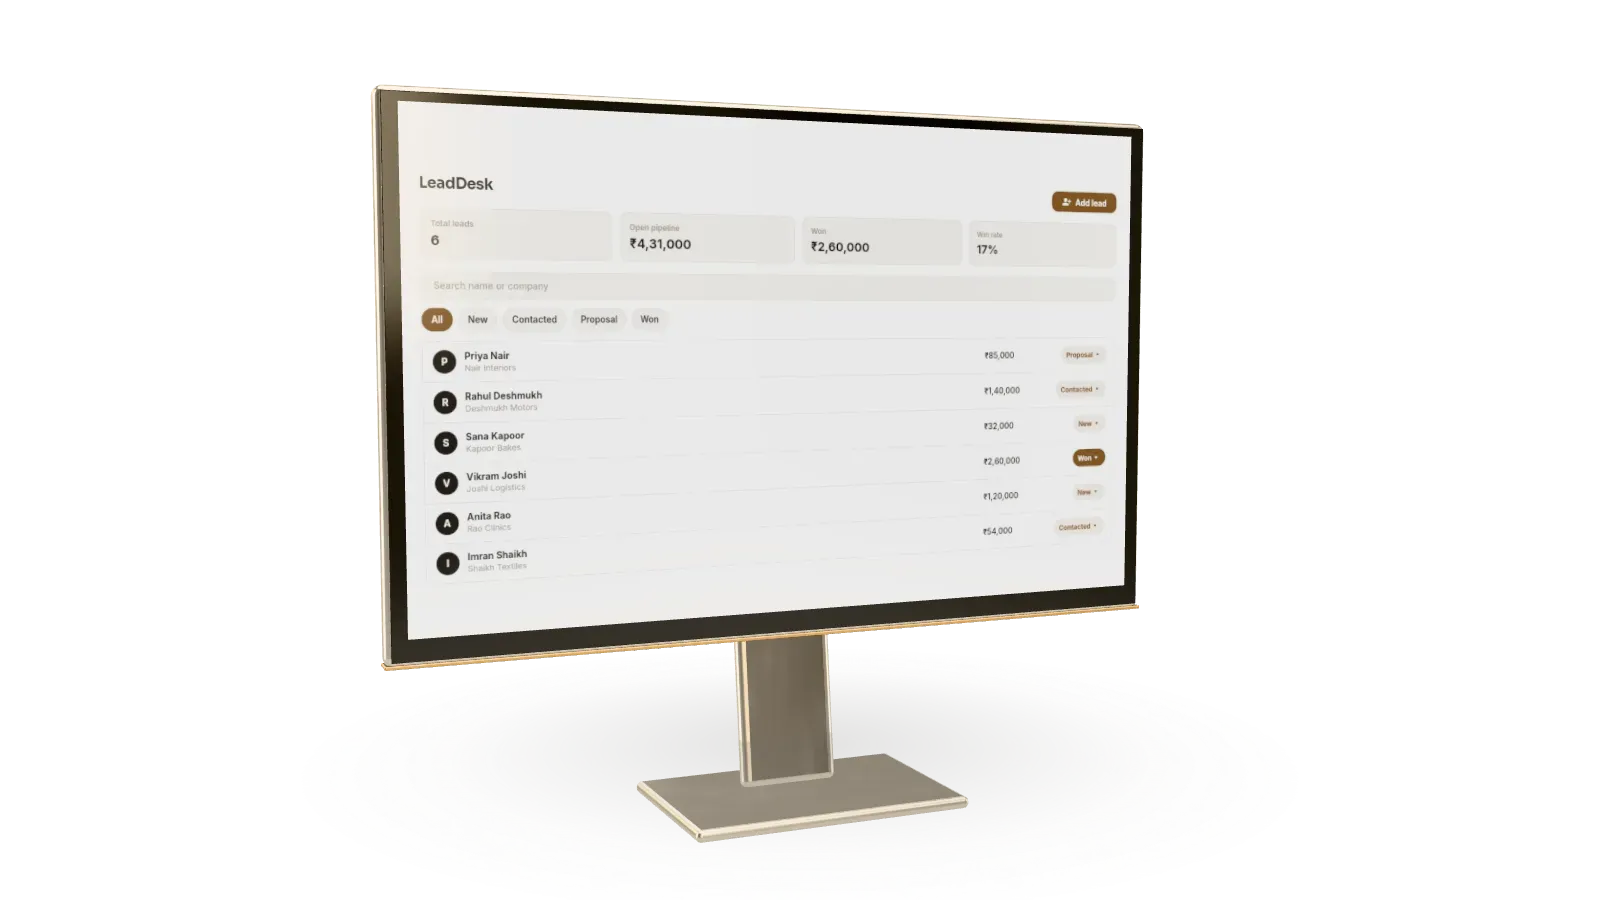 LeadDesk
Add lead
Total leads
6
Open pipeline
₹4,31,000
Won
₹2,60,000
Win rate
17%
Search name or company
All New Contacted Proposal Won
P Priya Nair ₹85,000 Proposal
Nair Interiors
R Rahul Deshmukh ₹1,40,000 Contacted
Deshmukh Motors
S Sana Kapoor ₹32,000 New
Kapoor Bakes
V Vikram Joshi ₹2,60,000 Won
Joshi Logistics
A Anita Rao ₹1,20,000 New
Rao Clinics
I Imran Shaikh ₹54,000 Contacted
Shaikh Textiles